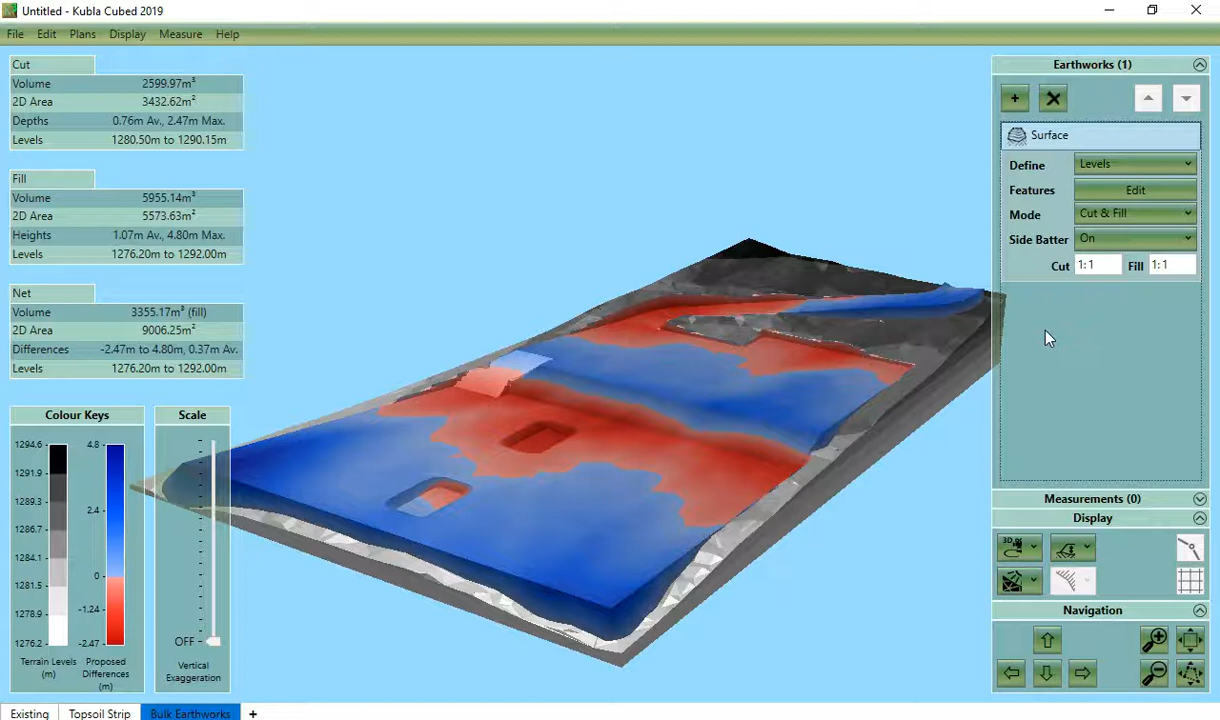 Untitled - Kubla Cubed 2019
File Edit Plans Display Measure Help
Cut
Volume 2599.97m³
2D Area 3432.62m²
Depths 0.76m Av., 2.47m Max.
Levels 1280.50m to 1290.15m
Fill
Volume 5955.14m³
2D Area 5573.63m²
Heights 1.07m Av., 4.80m Max.
Levels 1276.20m to 1292.00m
Net
Volume 3355.17m³ (fill)
2D Area 9006.25m²
Differences -2.47m to 4.80m, 0.37m Av.
Levels 1276.20m to 1292.00m
Colour Keys
1294.6
1291.9
1289.3
1286.7
1284.1
1281.5
1278.9
1276.2
Terrain Levels
(m)
4.8
2.4
0
-1.24
-2.47
Proposed
Differences
(m)
Scale
OFF
Vertical
Exaggeration
Earthworks (1)
+
Surface
Define Levels
Features Edit
Mode Cut & Fill
Side Batter On
Cut 1:1 Fill 1:1
Measurements (0)
Display
3D
Navigation
Existing Topsoil Strip Bulk Earthworks +